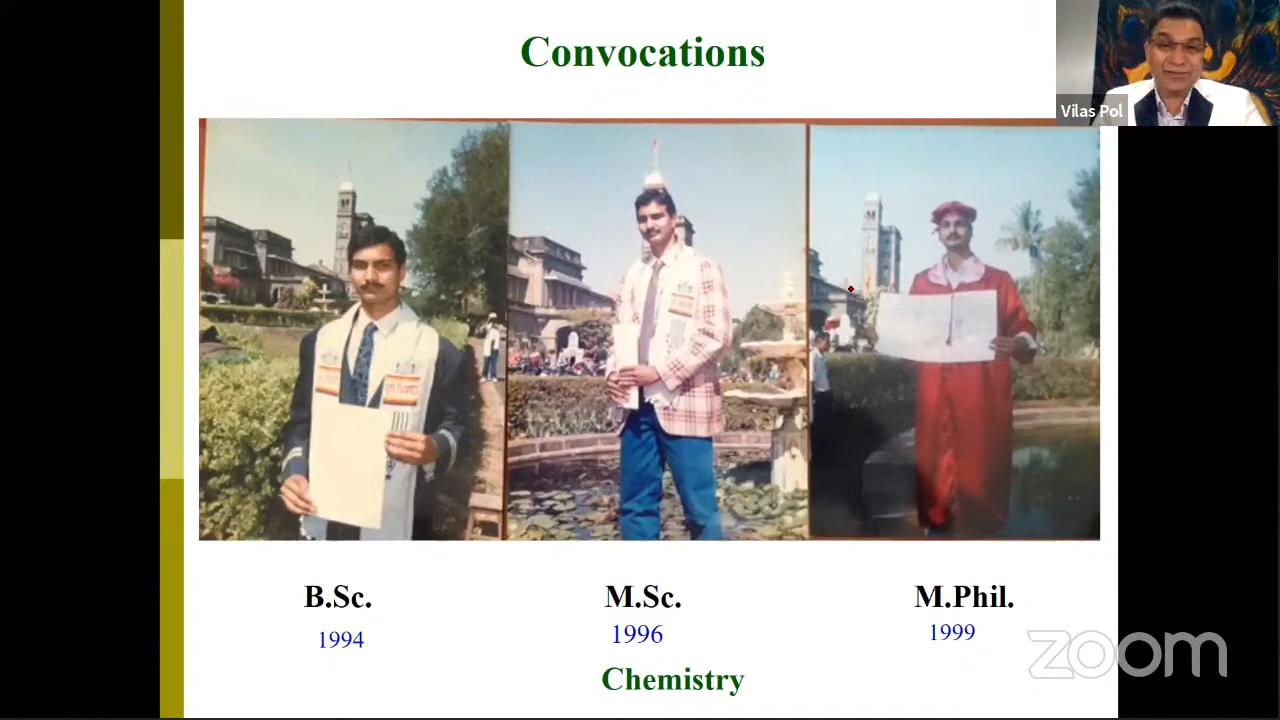 Convocations
Vilas Pol
B.Sc.
M.Sc.
M.Phil.
1994
1996
1999
zoom
Chemistry